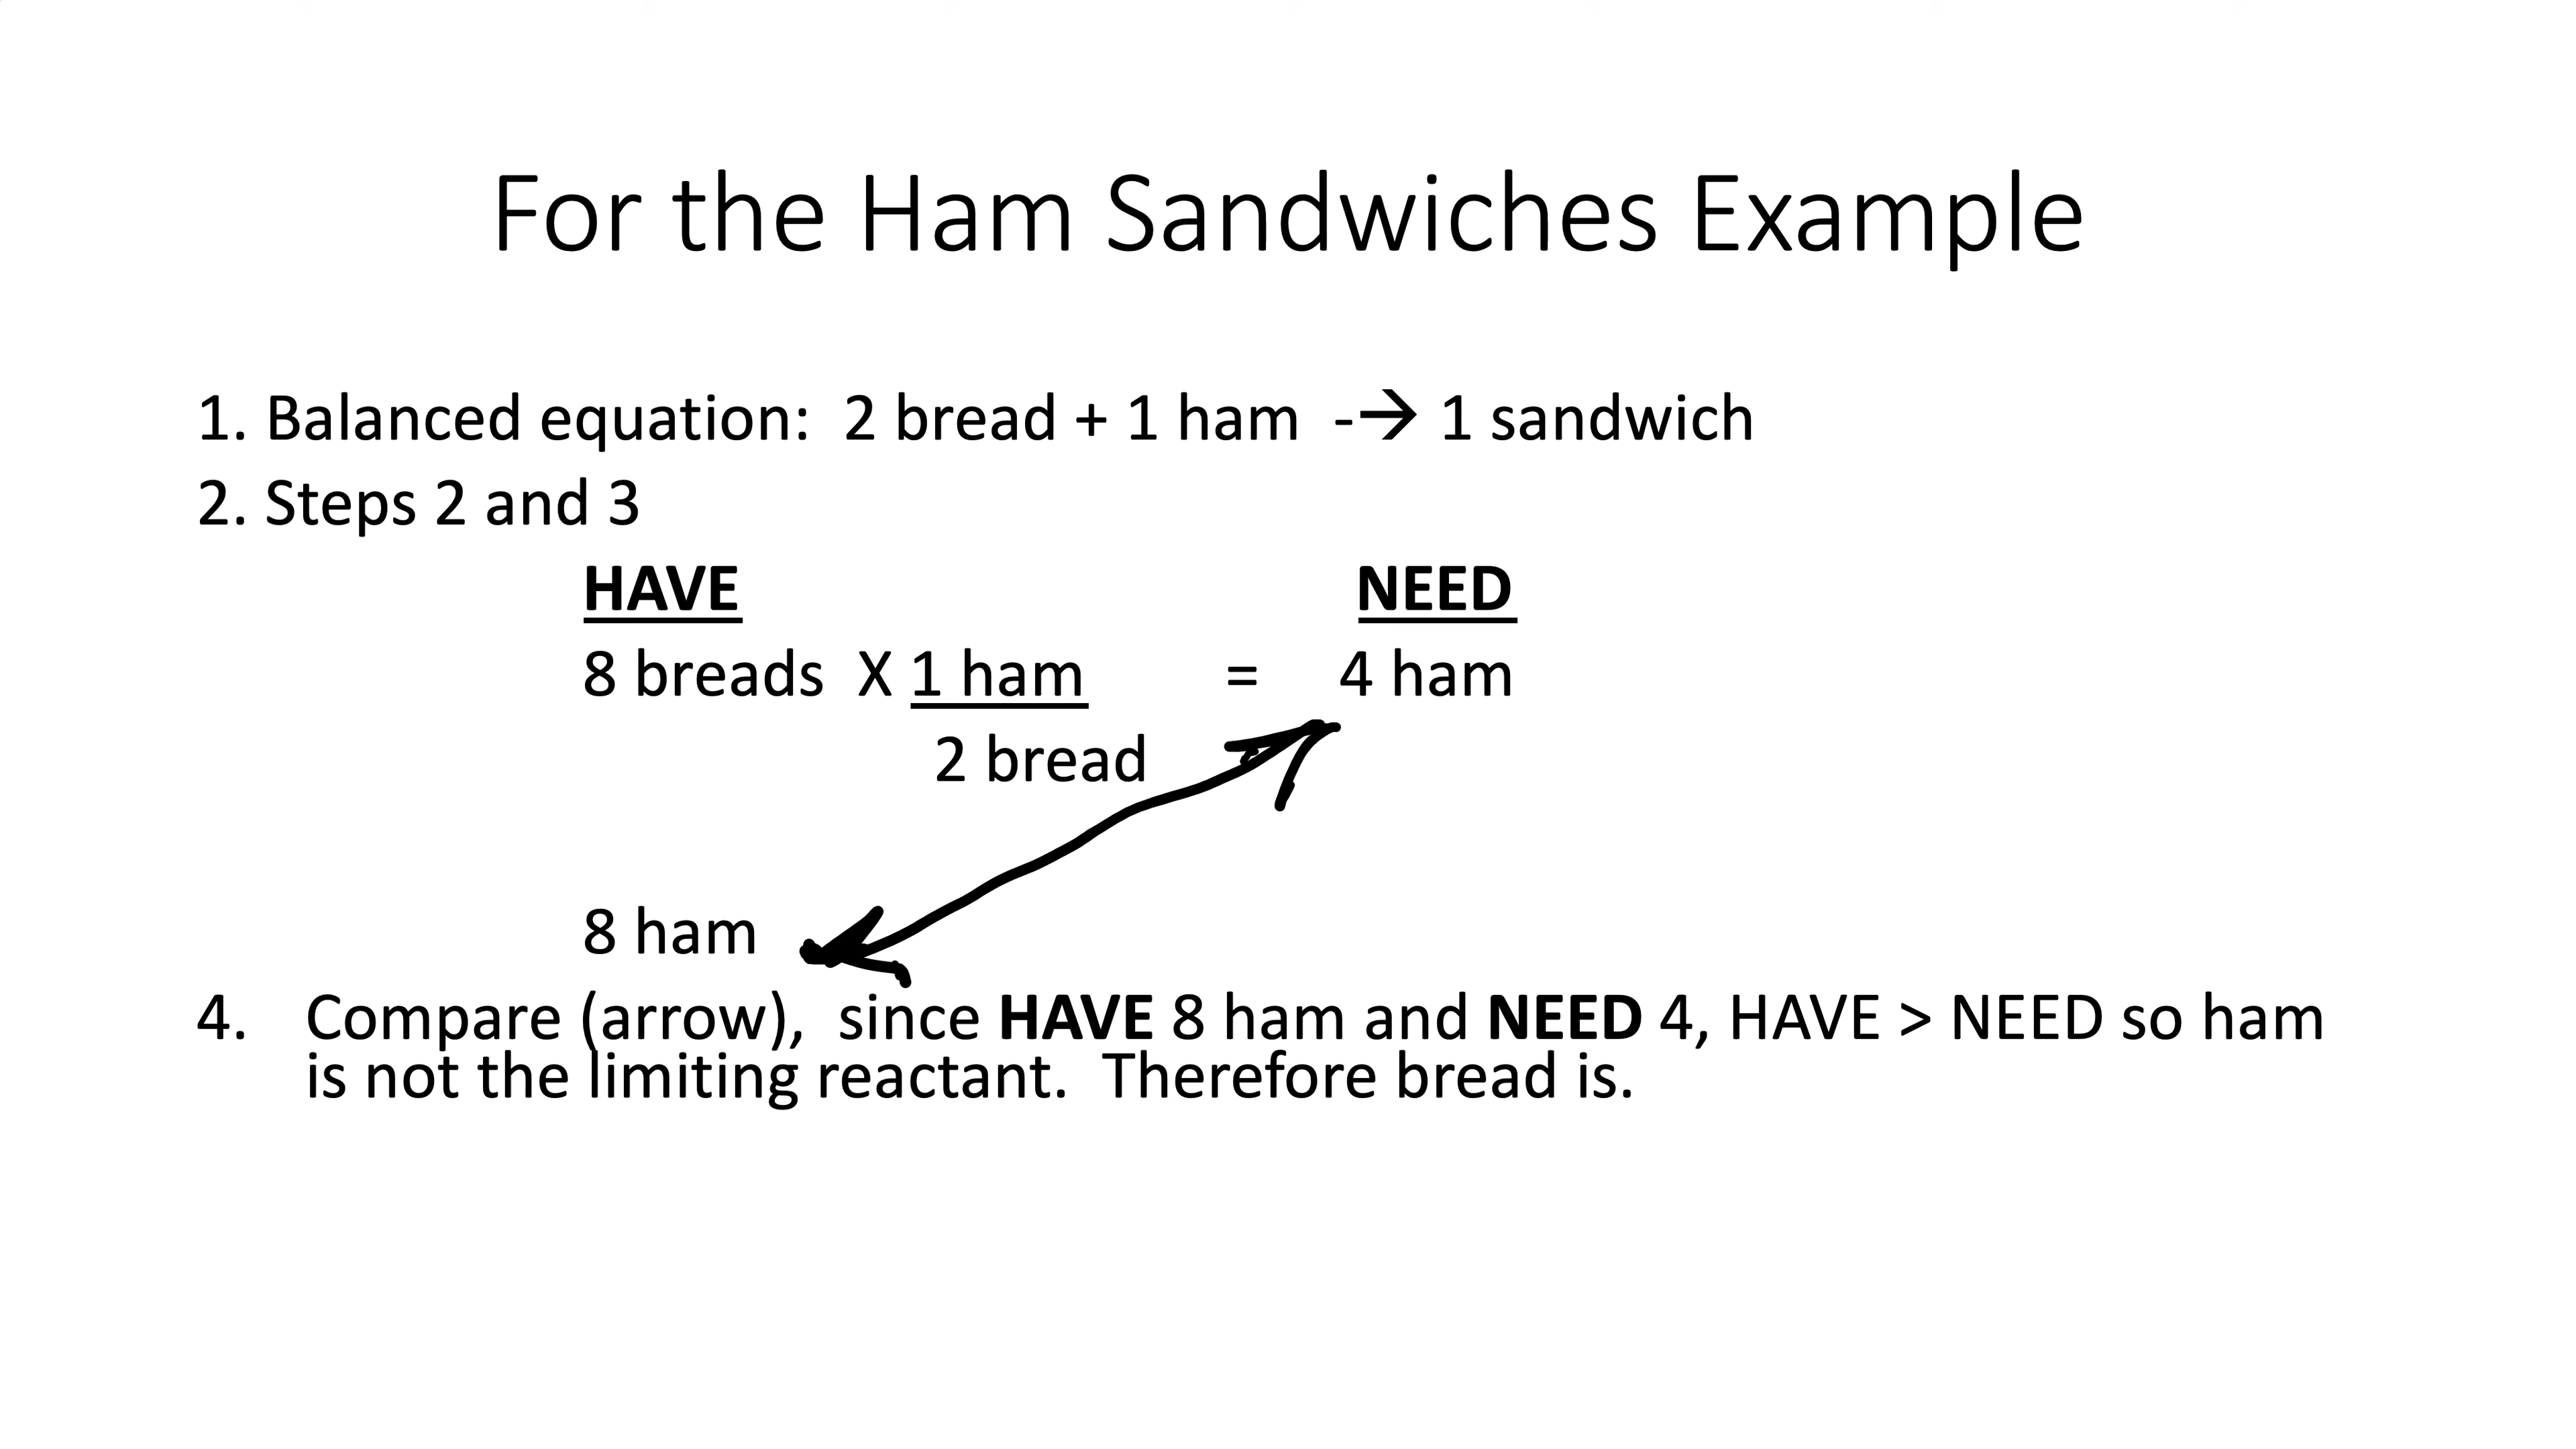 For the Ham Sandwiches Example
1. Balanced equation:  2 bread + 1 ham  -→ 1 sandwich
2. Steps 2 and 3
HAVE NEED
8 breads  X 1 ham = 4 ham
2 bread
8 ham
4. Compare (arrow),  since HAVE 8 ham and NEED 4, HAVE > NEED so ham
is not the limiting reactant.  Therefore bread is.